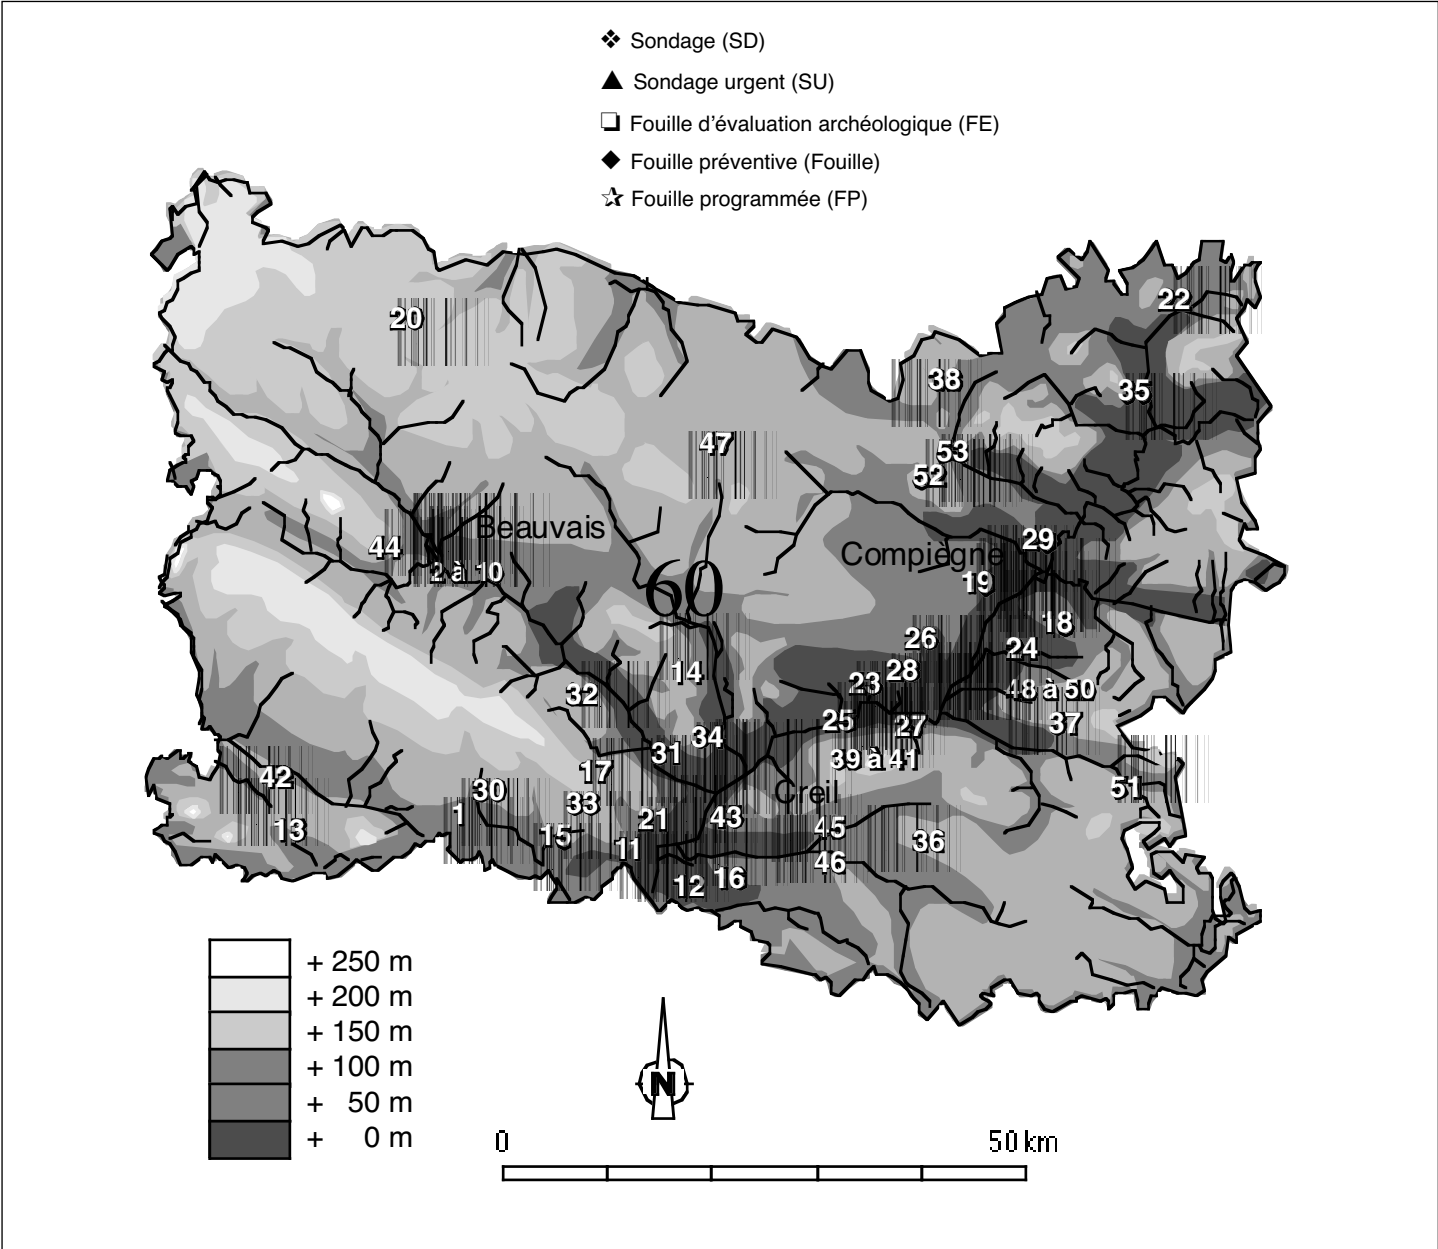 ❖ Sondage (SD)
▲ Sondage urgent (SU)
❏ Fouille d'évaluation archéologique (FE)
◆ Fouille préventive (Fouille)
✰ Fouille programmée (FP)
22
20
38
35
47
53
52
Beauvais
29
44
Compiègne
2 à 10
19
60
18
26
24
14
28
23
48 à 50
32
25
27
37
34
31
39 à 41
17
42
51
30
Creil
33
1
43
21
45
13
15
36
11
46
16
12
+ 250 m
+ 200 m
+ 150 m
+ 100 m
+ 50 m
+ 0 m
N
0 50 km